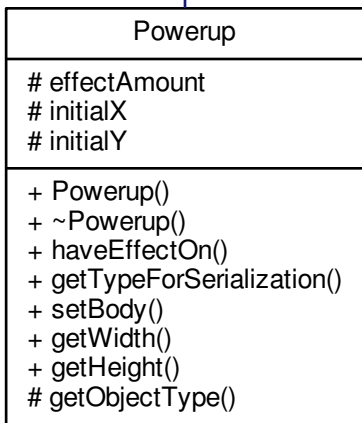 Powerup
# effectAmount
# initialX
# initialY
+ Powerup()
+ ~Powerup()
+ haveEffectOn()
+ getTypeForSerialization()
+ setBody()
+ getWidth()
+ getHeight()
# getObjectType()